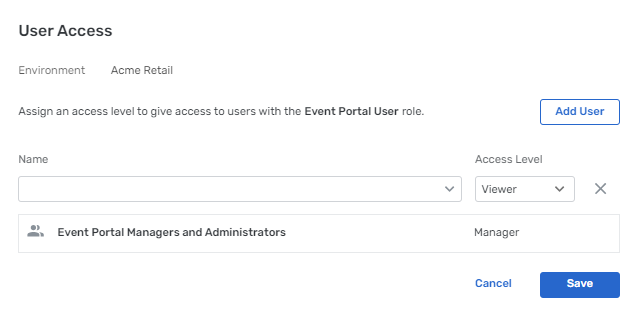 User Access
Environment Acme Retail
Assign an access level to give access to users with the Event Portal User role.
Add User
Name Access Level
Viewer
Event Portal Managers and Administrators Manager
Cancel Save